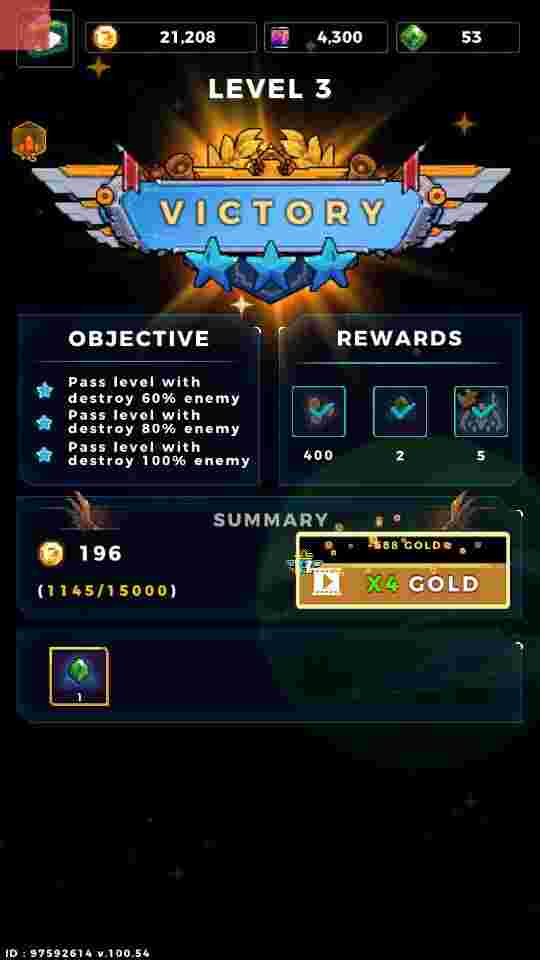 21,208
4,300
53
LEVEL 3
VICTORY
OBJECTIVE
Pass level with
destroy 60% enemy
Pass level with
destroy 80% enemy
Pass level with
destroy 100% enemy
REWARDS
400
2
5
SUMMARY
196
(1145/15000)
GOLD
X4 GOLD
1
ID : 97592614 v.100.54